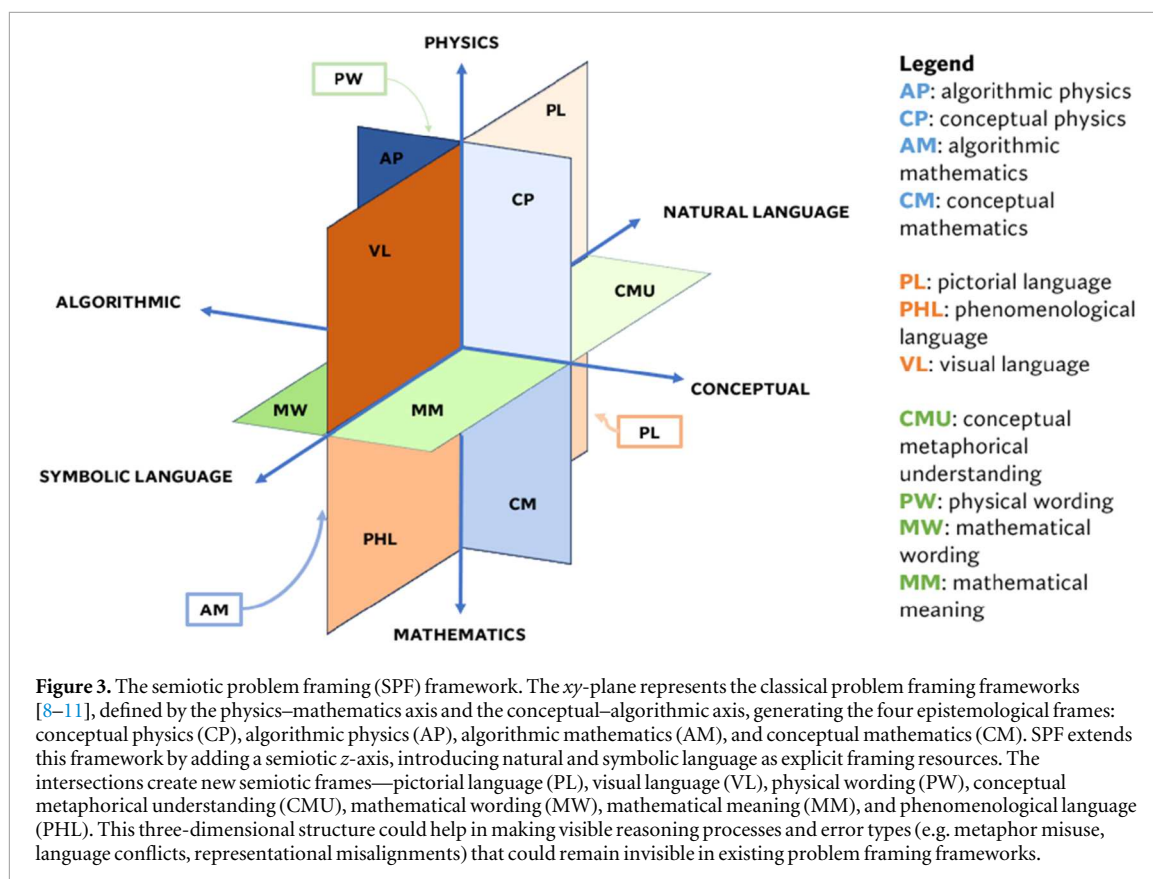 PHYSICS
PW
PL
AP
CP
NATURAL LANGUAGE
VL
CMU
ALGORITHMIC
CONCEPTUAL
MW
MM
PL
SYMBOLIC LANGUAGE
CM
PHL
AM
MATHEMATICS
Legend
AP: algorithmic physics
CP: conceptual physics
AM: algorithmic
mathematics
CM: conceptual
mathematics
PL: pictorial language
PHL: phenomenological
language
VL: visual language
CMU: conceptual
metaphorical
understanding
PW: physical wording
MW: mathematical
wording
MM: mathematical
meaning
Figure 3. The semiotic problem framing (SPF) framework. The xy-plane represents the classical problem framing frameworks
[8–11], defined by the physics–mathematics axis and the conceptual–algorithmic axis, generating the four epistemological frames:
conceptual physics (CP), algorithmic physics (AP), algorithmic mathematics (AM), and conceptual mathematics (CM). SPF extends
this framework by adding a semiotic z-axis, introducing natural and symbolic language as explicit framing resources. The
intersections create new semiotic frames—pictorial language (PL), visual language (VL), physical wording (PW), conceptual
metaphorical understanding (CMU), mathematical wording (MW), mathematical meaning (MM), and phenomenological language
(PHL). This three-dimensional structure could help in making visible reasoning processes and error types (e.g. metaphor misuse,
language conflicts, representational misalignments) that could remain invisible in existing problem framing frameworks.